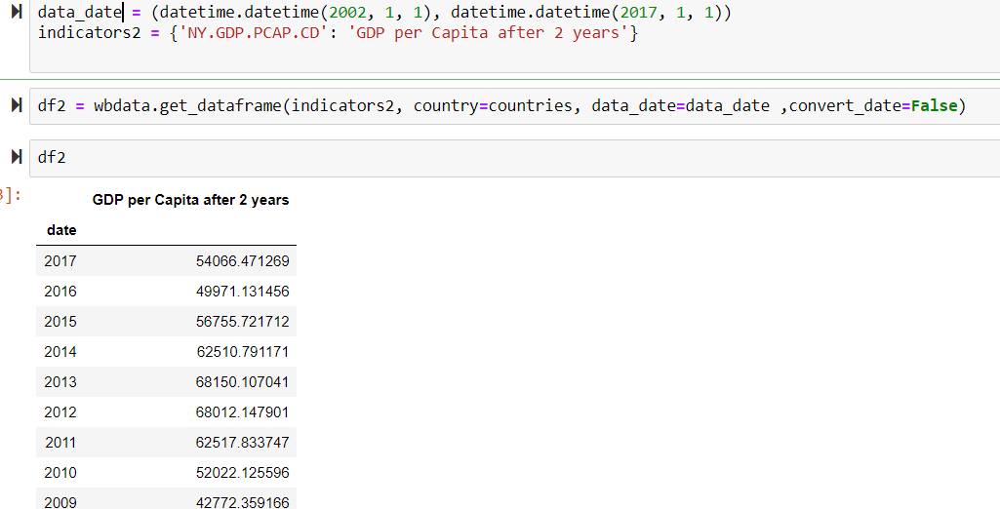 data_date = (datetime.datetime(2002, 1, 1), datetime.datetime(2017, 1, 1))
indicators2 = {'NY.GDP.PCAP.CD': 'GDP per Capita after 2 years'}
df2 = wbdata.get_dataframe(indicators2, country=countries, data_date=data_date ,convert_date=False)
df2
3]:
GDP per Capita after 2 years
date
2017 54066.471269
2016 49971.131456
2015 56755.721712
2014 62510.791171
2013 68150.107041
2012 68012.147901
2011 62517.833747
2010 52022.125596
2009 42772.359166